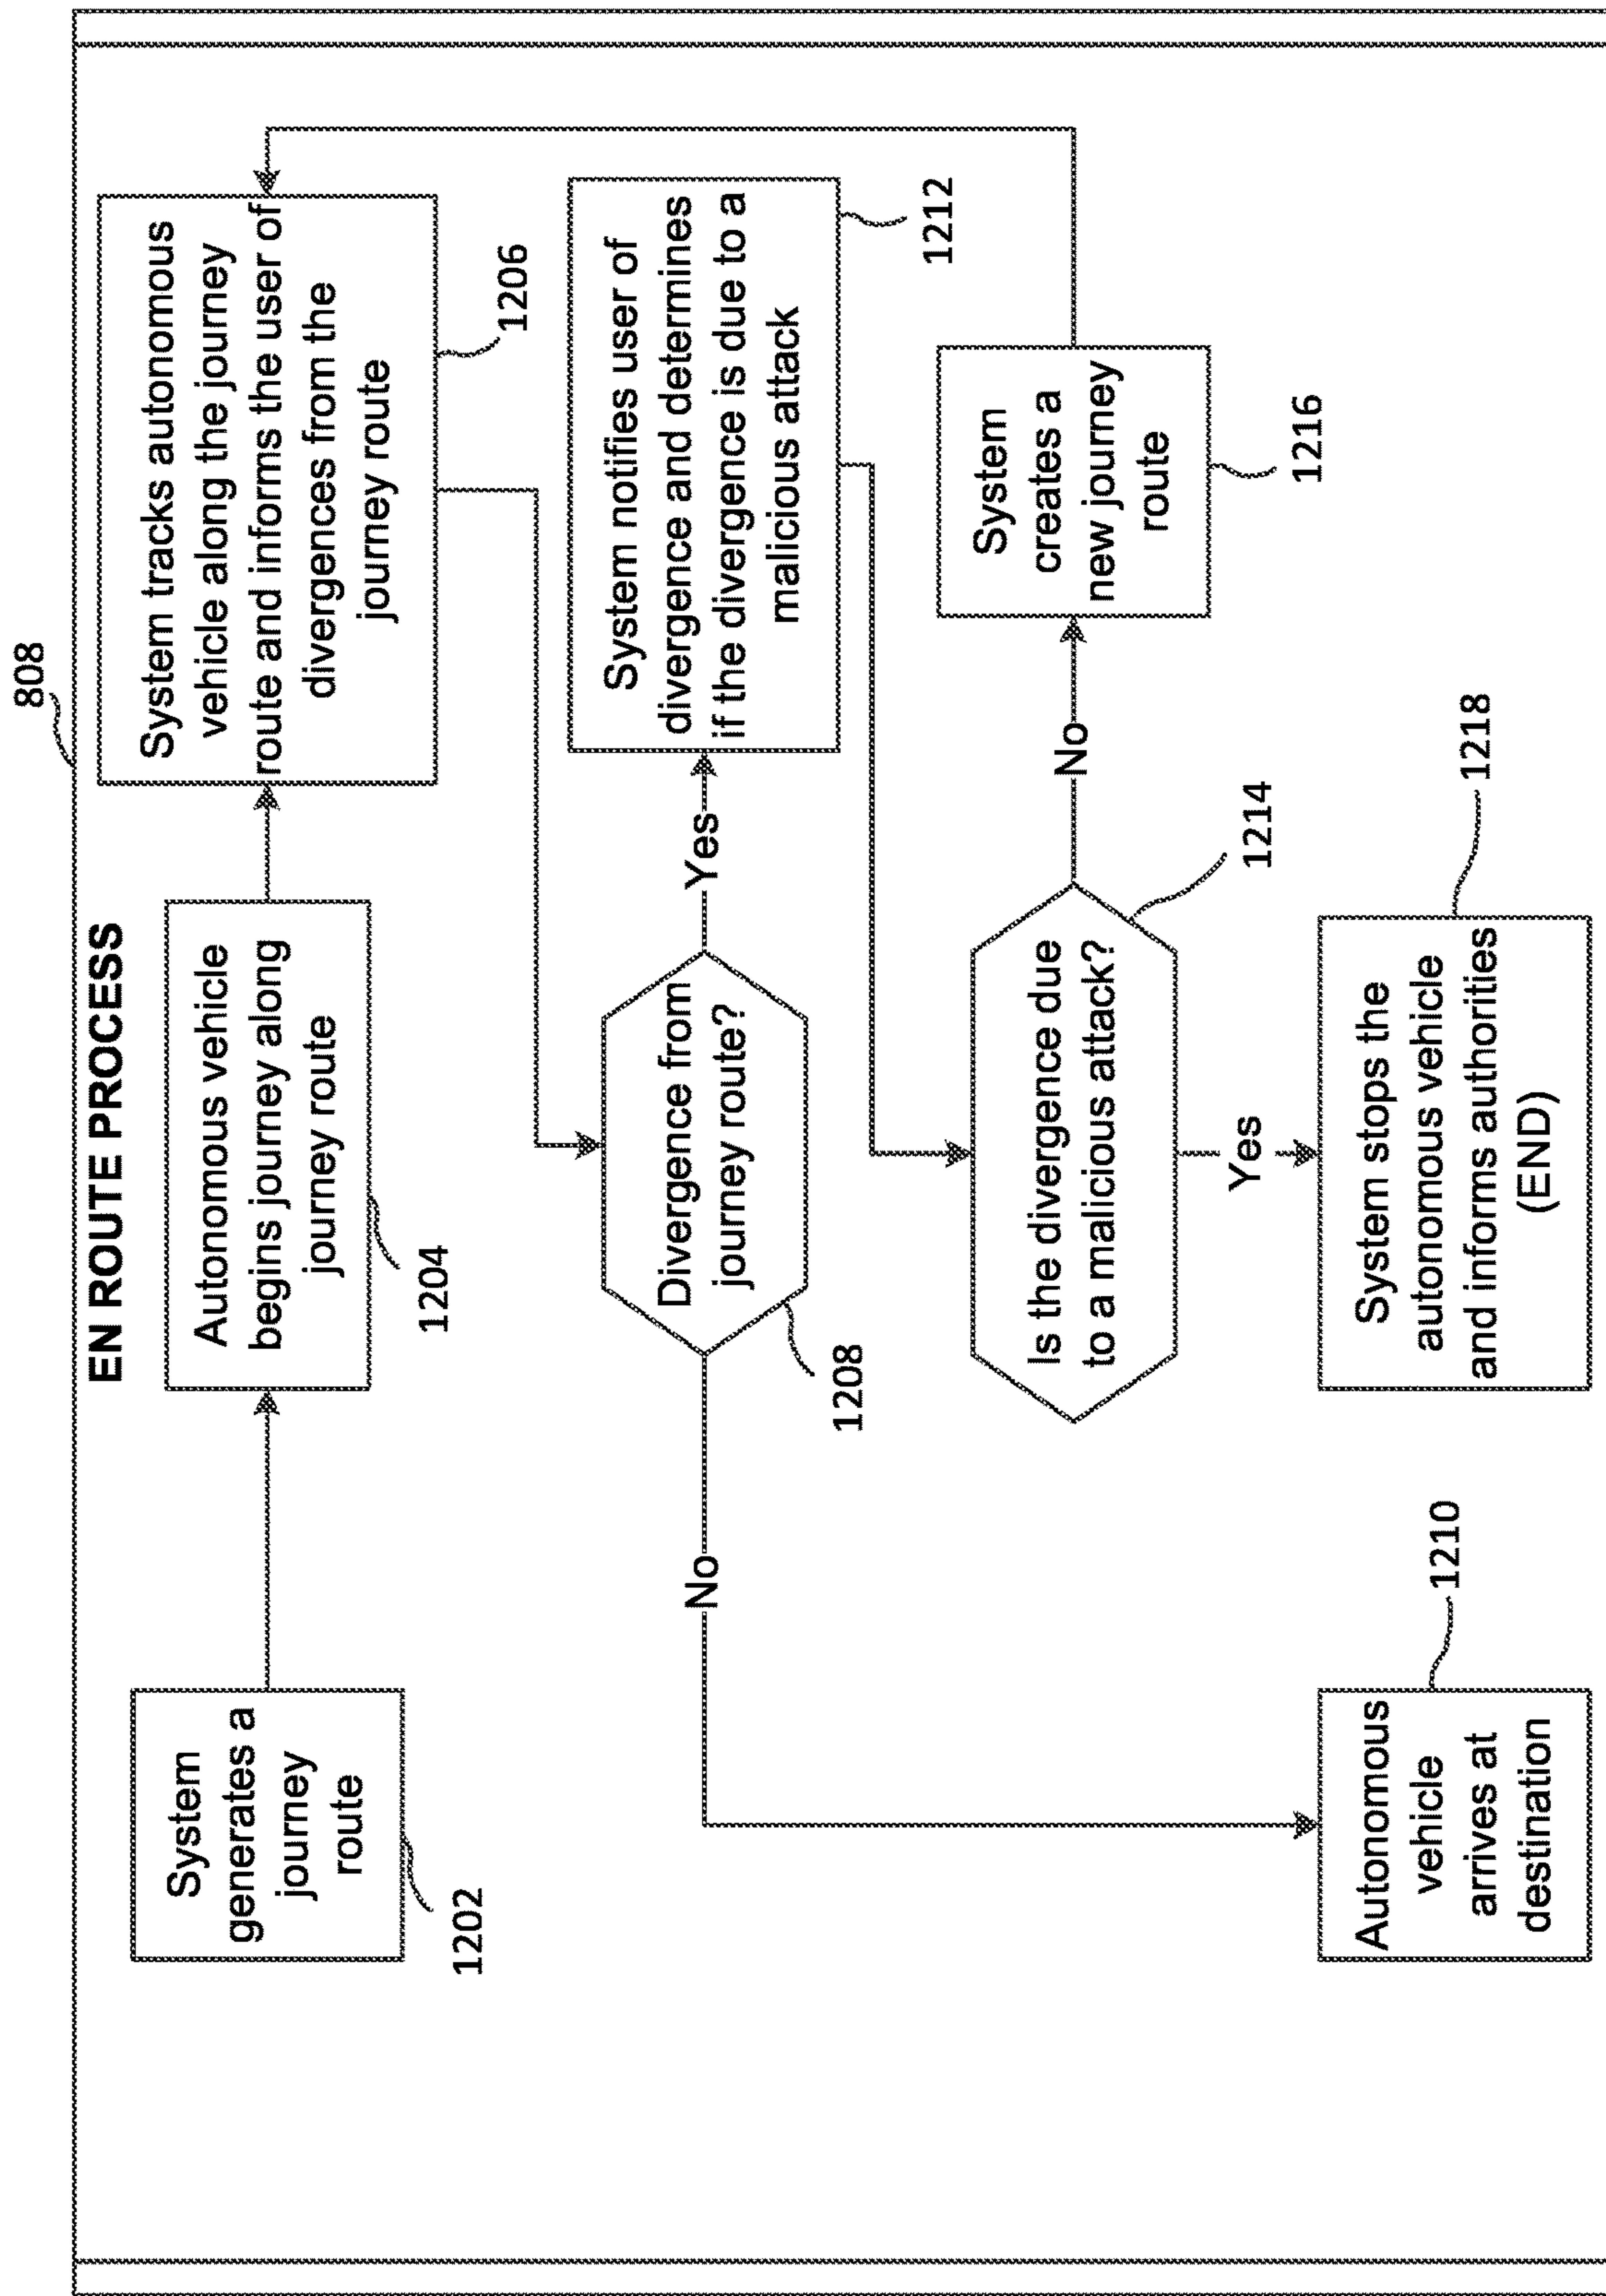 808
EN ROUTE PROCESS
System
generates a
journey
route
1202
Autonomous vehicle
begins journey along
journey route
1204
System tracks autonomous
vehicle along the journey
route and informs the user of
divergences from the
journey route
1206
Divergence from
journey route?
1208
No
Yes
System notifies user of
divergence and determines
if the divergence is due to a
malicious attack
1212
Is the divergence due
to a malicious attack?
1214
No
System
creates a
new journey
route
1216
Yes
Autonomous
vehicle
arrives at
destination
1210
System stops the
autonomous vehicle
and informs authorities
(END)
1218